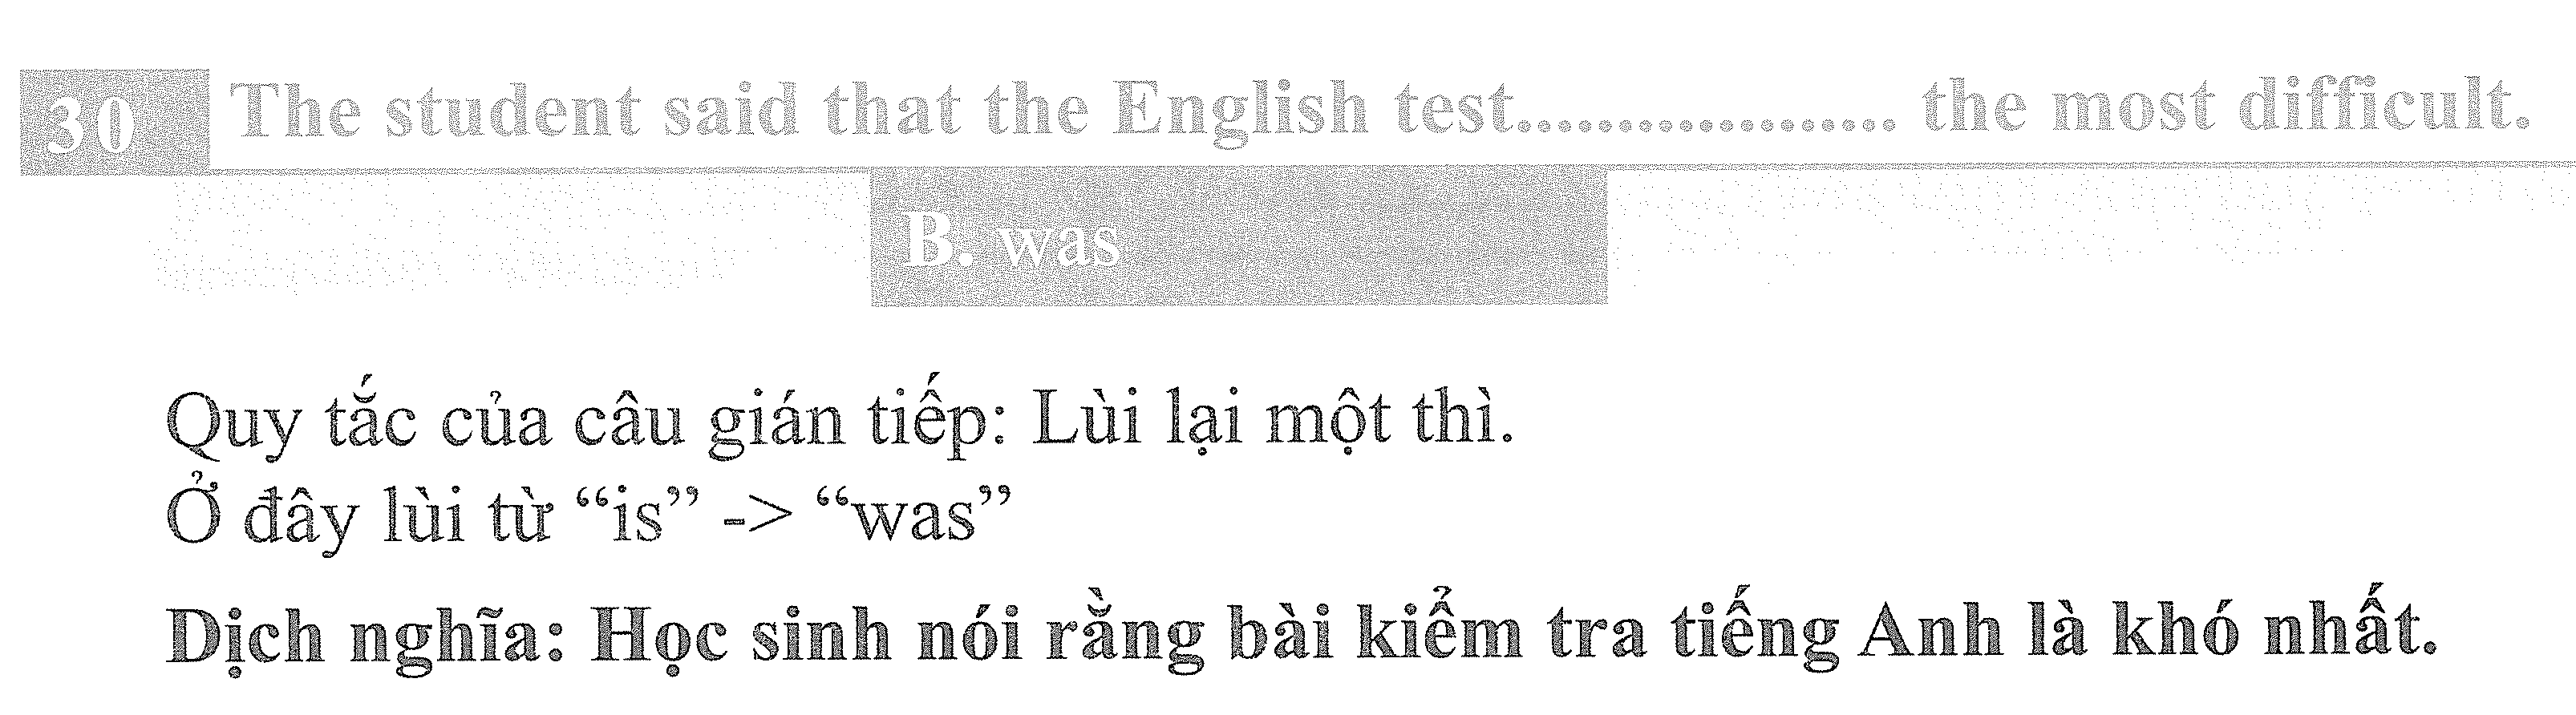 30 The student said that the English test................... the most difficult.
B. was
Quy tắc của câu gián tiếp: Lùi lại một thì.
Ở đây lùi từ “is” -> “was”
Dịch nghĩa: Học sinh nói rằng bài kiểm tra tiếng Anh là khó nhất.